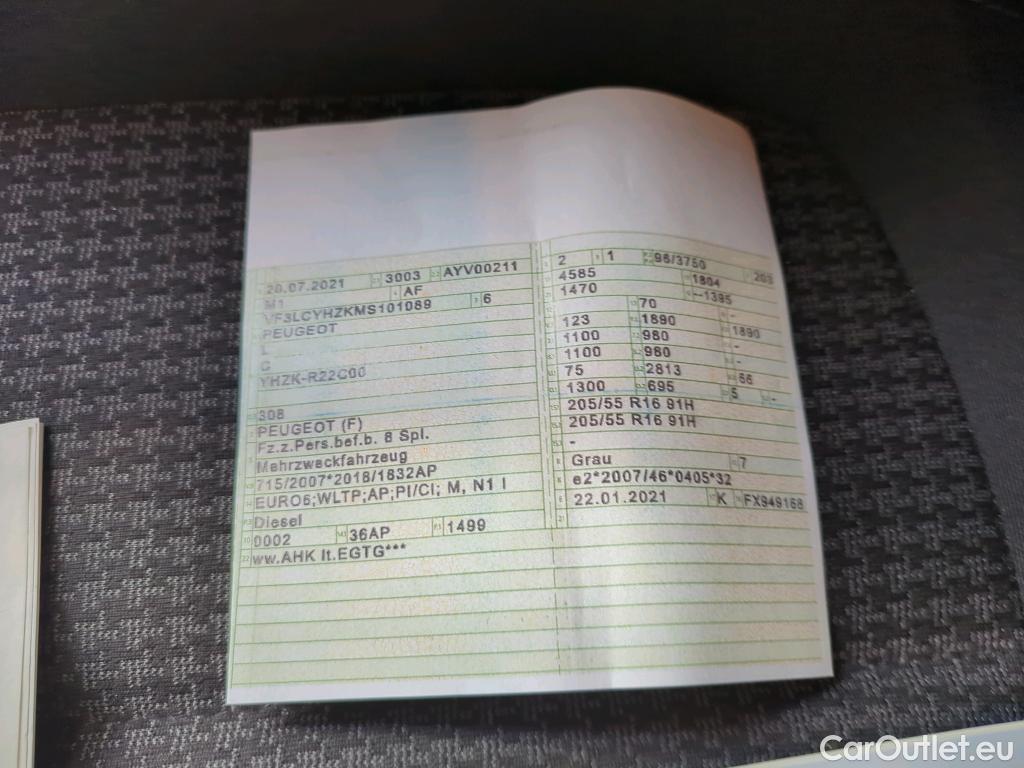 20.07.2021 3003 AYV00211
M1 AF
VF3LCYHZKMS101089 6
PEUGEOT
L
C
YHZK-R22C00
308
PEUGEOT (F)
Fz.z.Pers.bef.b. 8 Spl.
Mehrzweckfahrzeug
715/2007*2018/1832AP
EURO6;WLTP;AP;PI/CI; M, N1 I
Diesel
0002 36AP 1499
ww.AHK lt.EGTG***
2 1 96/3750 203
4585 1804
1470 --1395
70
123 1890 1890
1100 980 -
1100 980 -
75 2813 66
1300 695 5 -
205/55 R16 91H
205/55 R16 91H
-
Grau 7
e2*2007/46*0405*32
22.01.2021 K FX949168
CarOutlet.eu